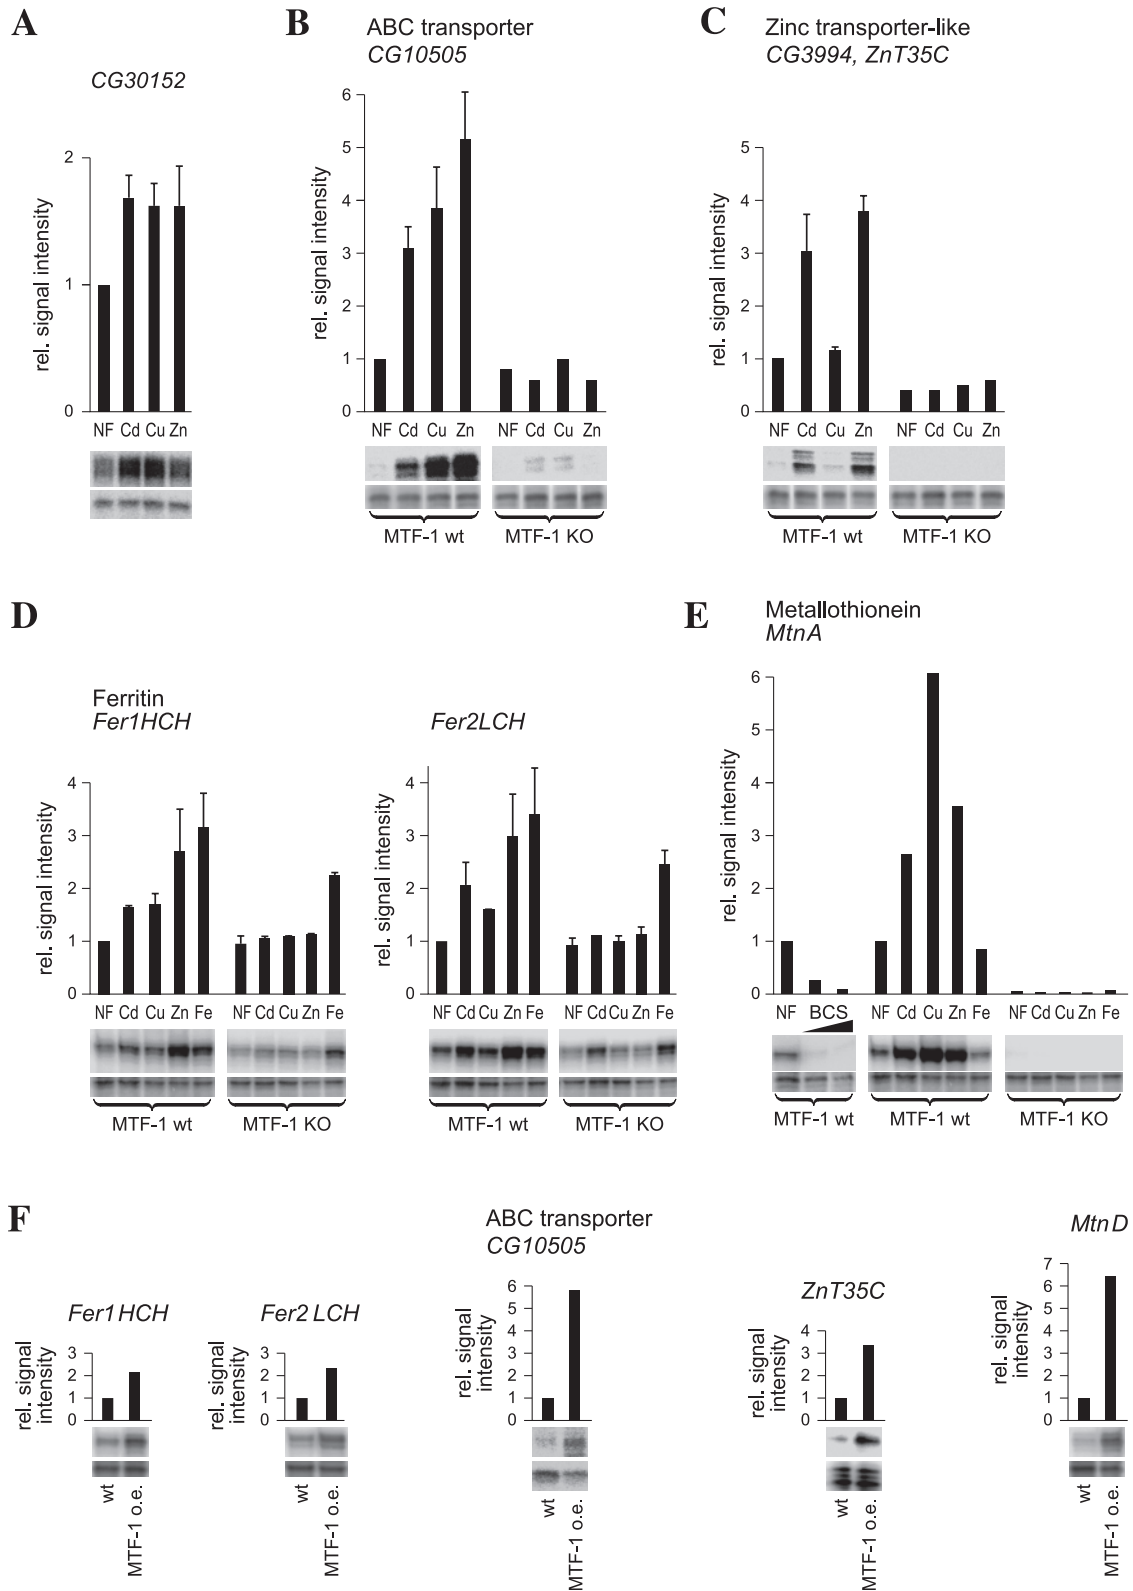 A
CG30152
rel. signal intensity
2
1
0
NF Cd Cu Zn
B
ABC transporter
CG10505
rel. signal intensity
6
5
4
3
2
1
0
NF Cd Cu Zn NF Cd Cu Zn
MTF-1 wt MTF-1 KO
C
Zinc transporter-like
CG3994, ZnT35C
rel. signal intensity
5
4
3
2
1
0
NF Cd Cu Zn NF Cd Cu Zn
MTF-1 wt MTF-1 KO
D
Ferritin
Fer1HCH
rel. signal intensity
4
3
2
1
0
NF Cd Cu Zn Fe NF Cd Cu Zn Fe
MTF-1 wt MTF-1 KO
Fer2LCH
rel. signal intensity
4
3
2
1
0
NF Cd Cu Zn Fe NF Cd Cu Zn Fe
MTF-1 wt MTF-1 KO
E
Metallothionein
MtnA
rel. signal intensity
6
5
4
3
2
1
0
NF BCS NF Cd Cu Zn Fe NF Cd Cu Zn Fe
MTF-1 wt MTF-1 wt MTF-1 KO
F
Fer1HCH
rel. signal
intensity
3
2
1
0
wt
MTF-1 o.e.
Fer2 LCH
rel. signal
intensity
3
2
1
0
wt
MTF-1 o.e.
ABC transporter
CG10505
rel. signal
intensity
6
5
4
3
2
1
0
wt
MTF-1 o.e.
ZnT35C
rel. signal
intensity
4
3
2
1
0
wt
MTF-1 o.e.
MtnD
rel. signal
intensity
7
6
5
4
3
2
1
0
wt
MTF-1 o.e.